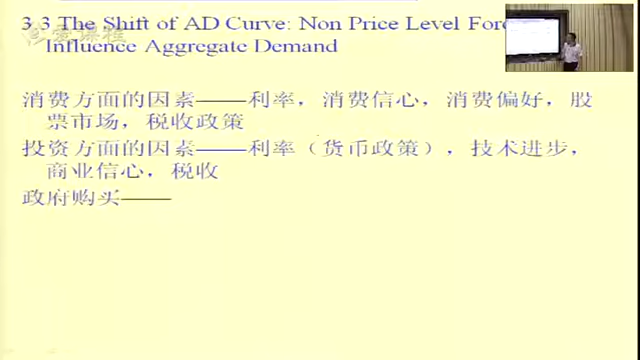 3 3 The Shift of AD Curve: Non Price Level For
Influence Aggregate Demand
消费方面的因素——利率，消费信心，消费偏好，股
票市场，税收政策
投资方面的因素——利率（货币政策），技术进步，
商业信心，税收
政府购买——